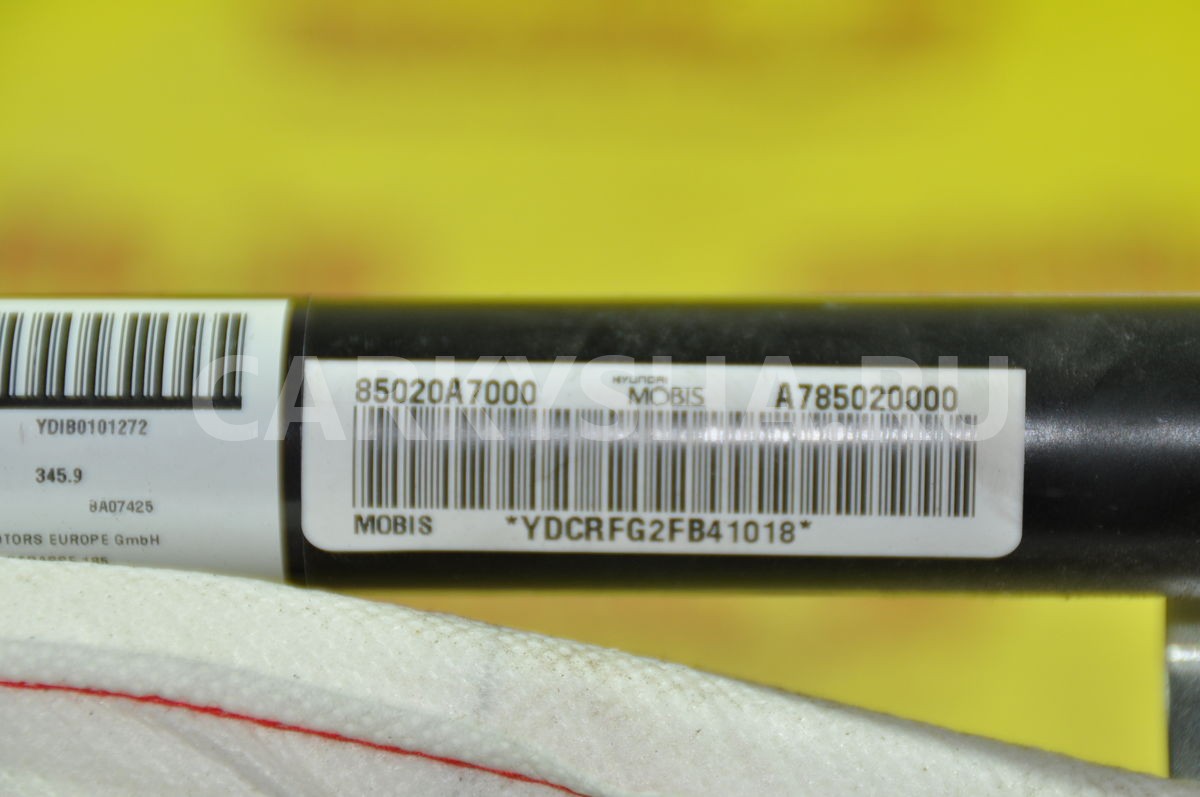 85020A7000
HYUNDAI
MOBIS
A785020000
MOBIS
*YDCRFG2FB41018*
YDIB0101272
345.9
8A07425
OTORS EUROPE GmbH
CARKYSHA.RU